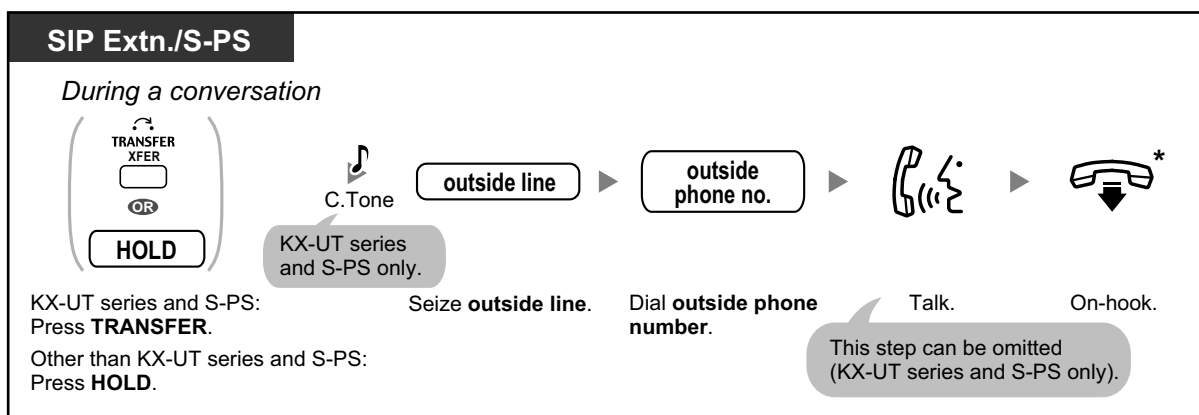 SIP Extn./S-PS
During a conversation
TRANSFER
XFER
OR
HOLD
C.Tone
KX-UT series
and S-PS only.
outside line
outside
phone no.
*
KX-UT series and S-PS:
Press TRANSFER.
Other than KX-UT series and S-PS:
Press HOLD.
Seize outside line.
Dial outside phone
number.
Talk.
This step can be omitted
(KX-UT series and S-PS only).
On-hook.